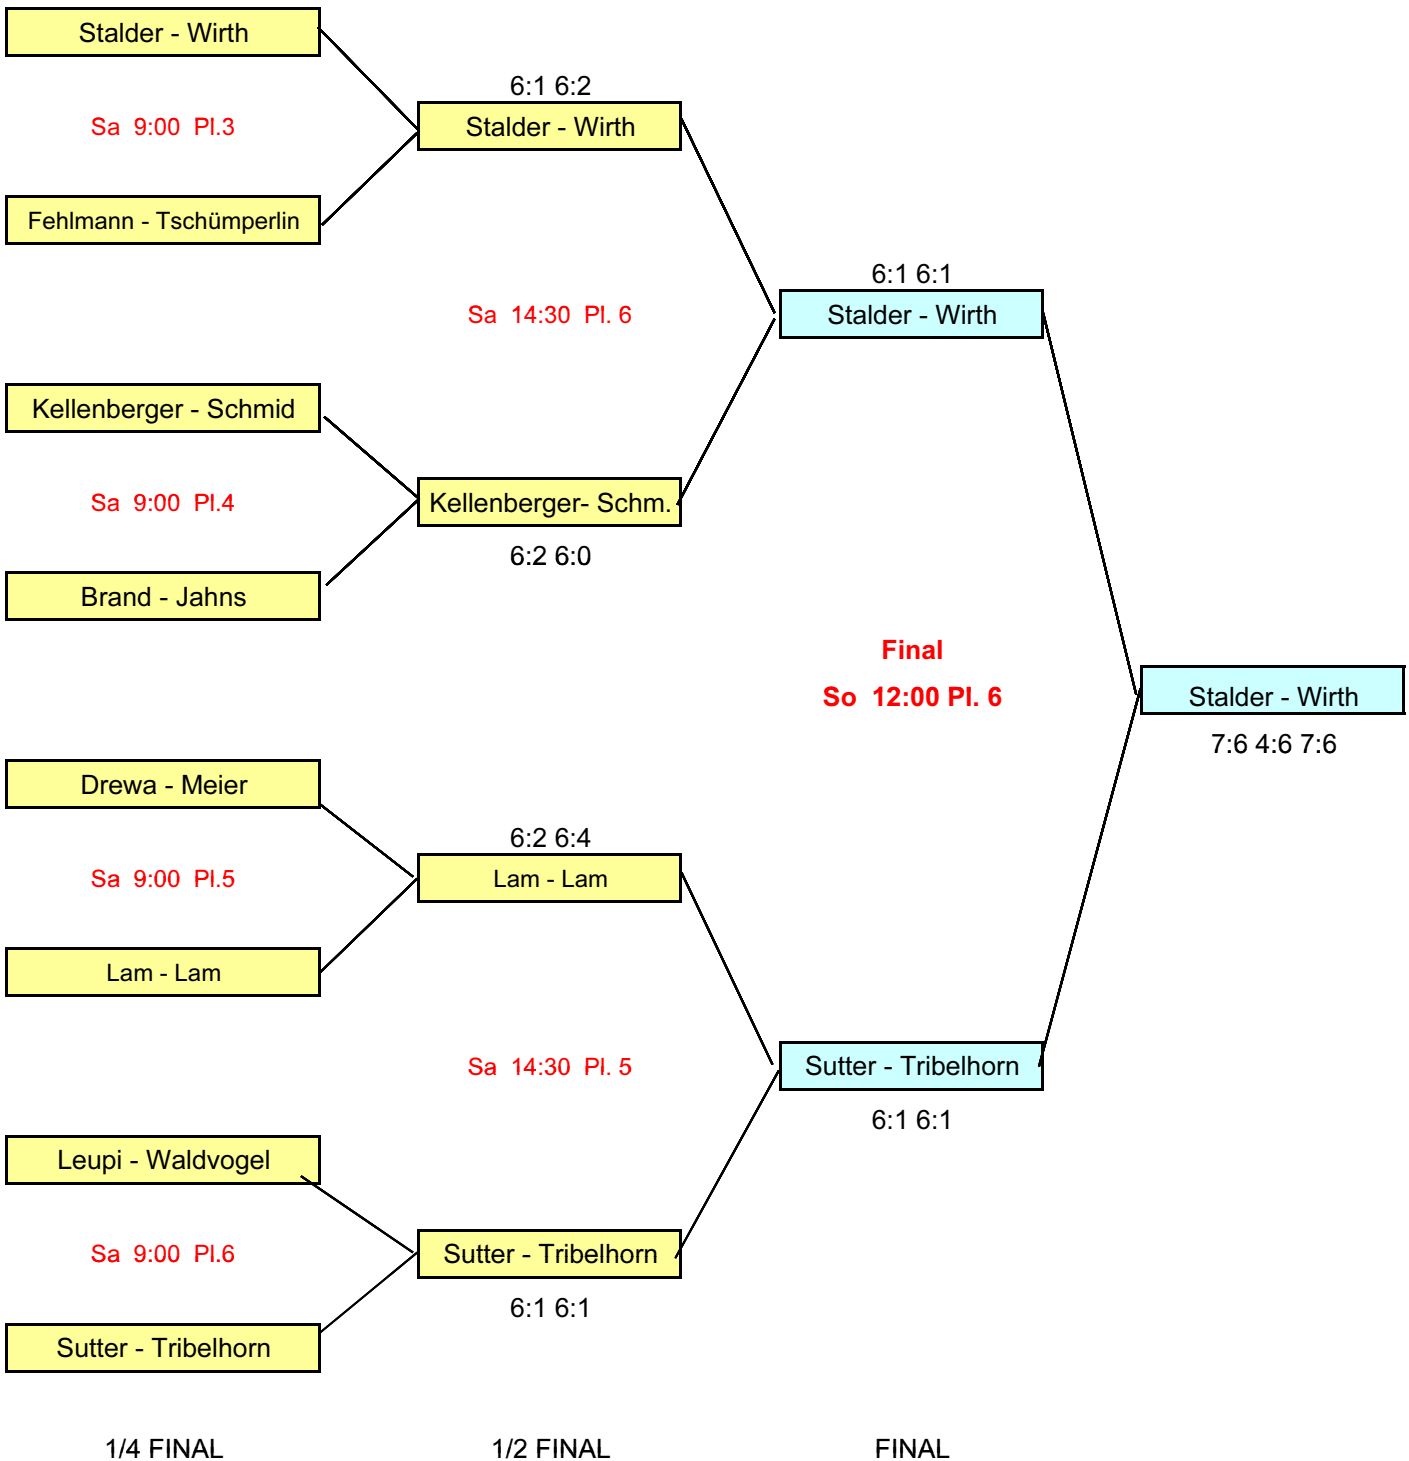 Stalder - Wirth
6:1 6:2
Sa 9:00 Pl.3
Stalder - Wirth
Fehlmann - Tschümperlin
6:1 6:1
Sa 14:30 Pl. 6
Stalder - Wirth
Kellenberger - Schmid
Sa 9:00 Pl.4
Kellenberger- Schm.
6:2 6:0
Brand - Jahns
Final
So 12:00 Pl. 6
Stalder - Wirth
7:6 4:6 7:6
Drewa - Meier
6:2 6:4
Sa 9:00 Pl.5
Lam - Lam
Lam - Lam
Sa 14:30 Pl. 5
Sutter - Tribelhorn
6:1 6:1
Leupi - Waldvogel
Sa 9:00 Pl.6
Sutter - Tribelhorn
6:1 6:1
Sutter - Tribelhorn
1/4 FINAL
1/2 FINAL
FINAL